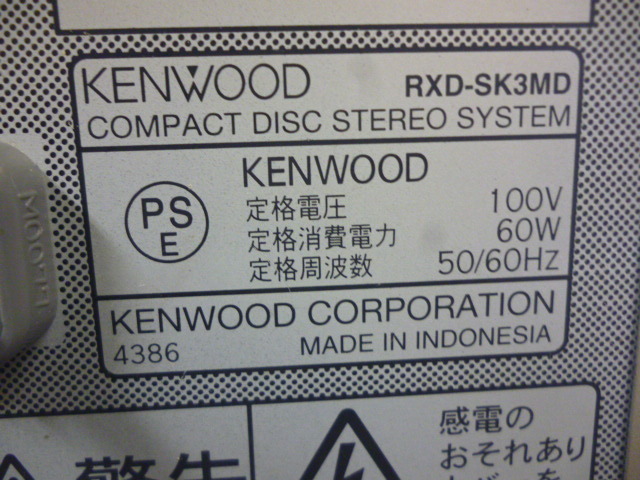 KENWOOD RXD-SK3MD
COMPACT DISC STEREO SYSTEM
KENWOOD
PS
E
定格電圧 100V
定格消費電力 60W
定格周波数 50/60Hz
KENWOOD CORPORATION
4386 MADE IN INDONESIA
警告
感電の
おそれあり